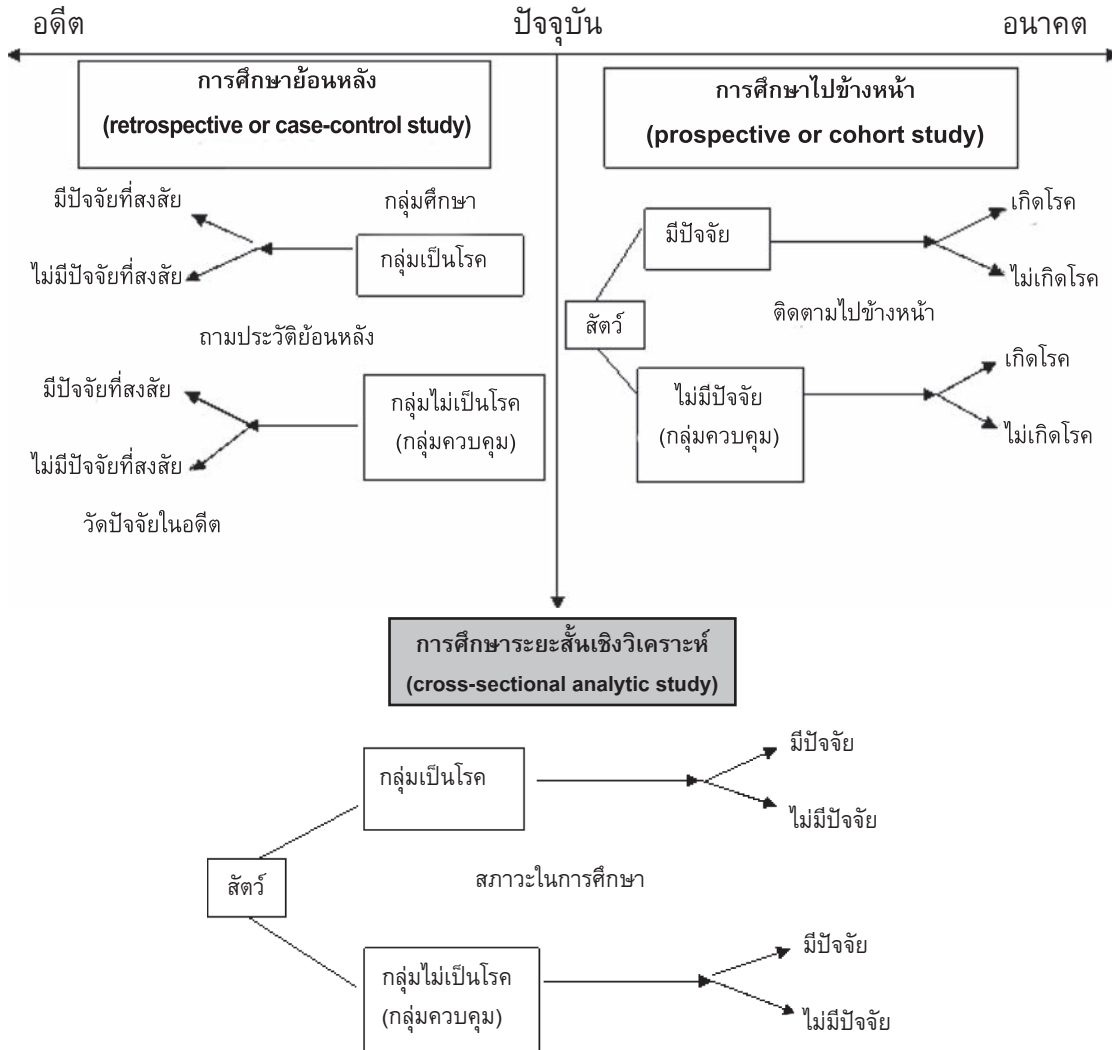 อดีต ปัจจุบัน อนาคต
การศึกษาย้อนหลัง
(retrospective or case-control study)
มีปัจจัยที่สงสัย
กลุ่มศึกษา
กลุ่มเป็นโรค
ไม่มีปัจจัยที่สงสัย
ถามประวัติย้อนหลัง
มีปัจจัยที่สงสัย
กลุ่มไม่เป็นโรค
(กลุ่มควบคุม)
ไม่มีปัจจัยที่สงสัย
วัดปัจจัยในอดีต
การศึกษาไปข้างหน้า
(prospective or cohort study)
มีปัจจัย
เกิดโรค
ไม่เกิดโรค
สัตว์
ติดตามไปข้างหน้า
ไม่มีปัจจัย
(กลุ่มควบคุม)
เกิดโรค
ไม่เกิดโรค
การศึกษาระยะสั้นเชิงวิเคราะห์
(cross-sectional analytic study)
กลุ่มเป็นโรค
มีปัจจัย
ไม่มีปัจจัย
สัตว์
สภาวะในการศึกษา
กลุ่มไม่เป็นโรค
(กลุ่มควบคุม)
มีปัจจัย
ไม่มีปัจจัย